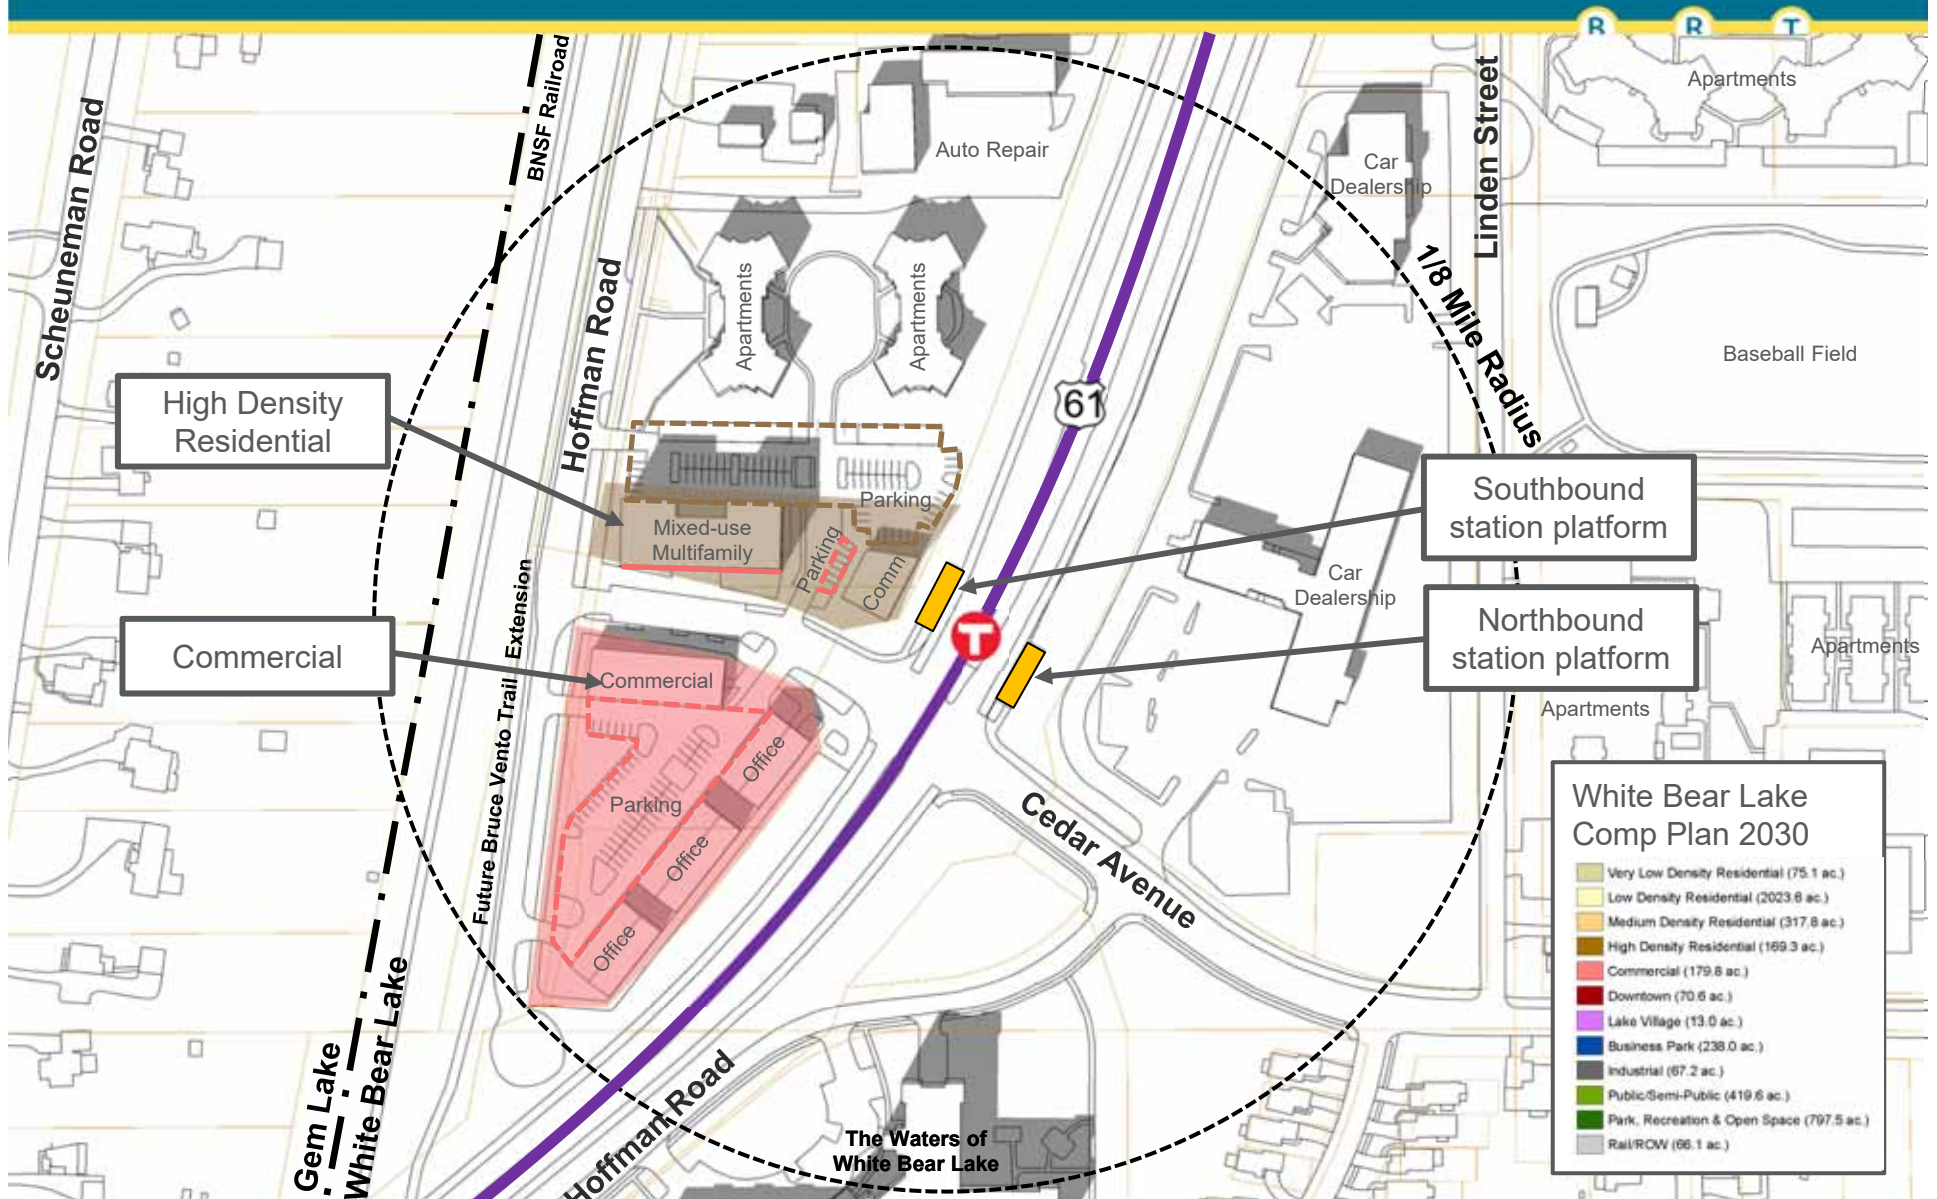 B R T
Apartments
BNSF Railroad
Linden Street
Scheuneman Road
Auto Repair
Car
Dealership
Hoffman Road
Apartments
Apartments
1/8 Mile Radius
Baseball Field
61
High Density
Residential
Southbound
station platform
Parking
Mixed-use
Multifamily
Parking
Comm
Car
Dealership
Northbound
station platform
Future Bruce Vento Trail Extension
T
Commercial
Commercial
Apartments
Apartments
Office
Parking
Office
Office
Cedar Avenue
White Bear Lake
Comp Plan 2030
Very Low Density Residential (75.1 ac.)
Low Density Residential (2023.6 ac.)
Medium Density Residential (317.8 ac.)
High Density Residential (169.3 ac.)
Commercial (179.8 ac.)
Downtown (70.6 ac.)
Lake Village (13.0 ac.)
Business Park (238.0 ac.)
Industrial (67.2 ac.)
Public/Semi-Public (419.6 ac.)
Park, Recreation & Open Space (797.5 ac.)
Rail/ROW (66.1 ac.)
Gem Lake
White Bear Lake
Hoffman Road
The Waters of
White Bear Lake